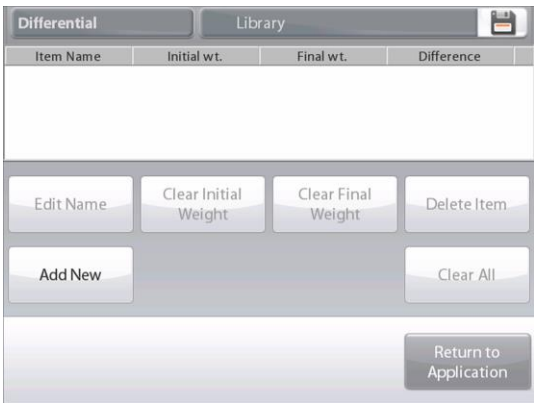 Differential Library
Item Name Initial wt. Final wt. Difference
Edit Name Clear Initial Weight Clear Final Weight Delete Item
Add New Clear All
Return to
Application